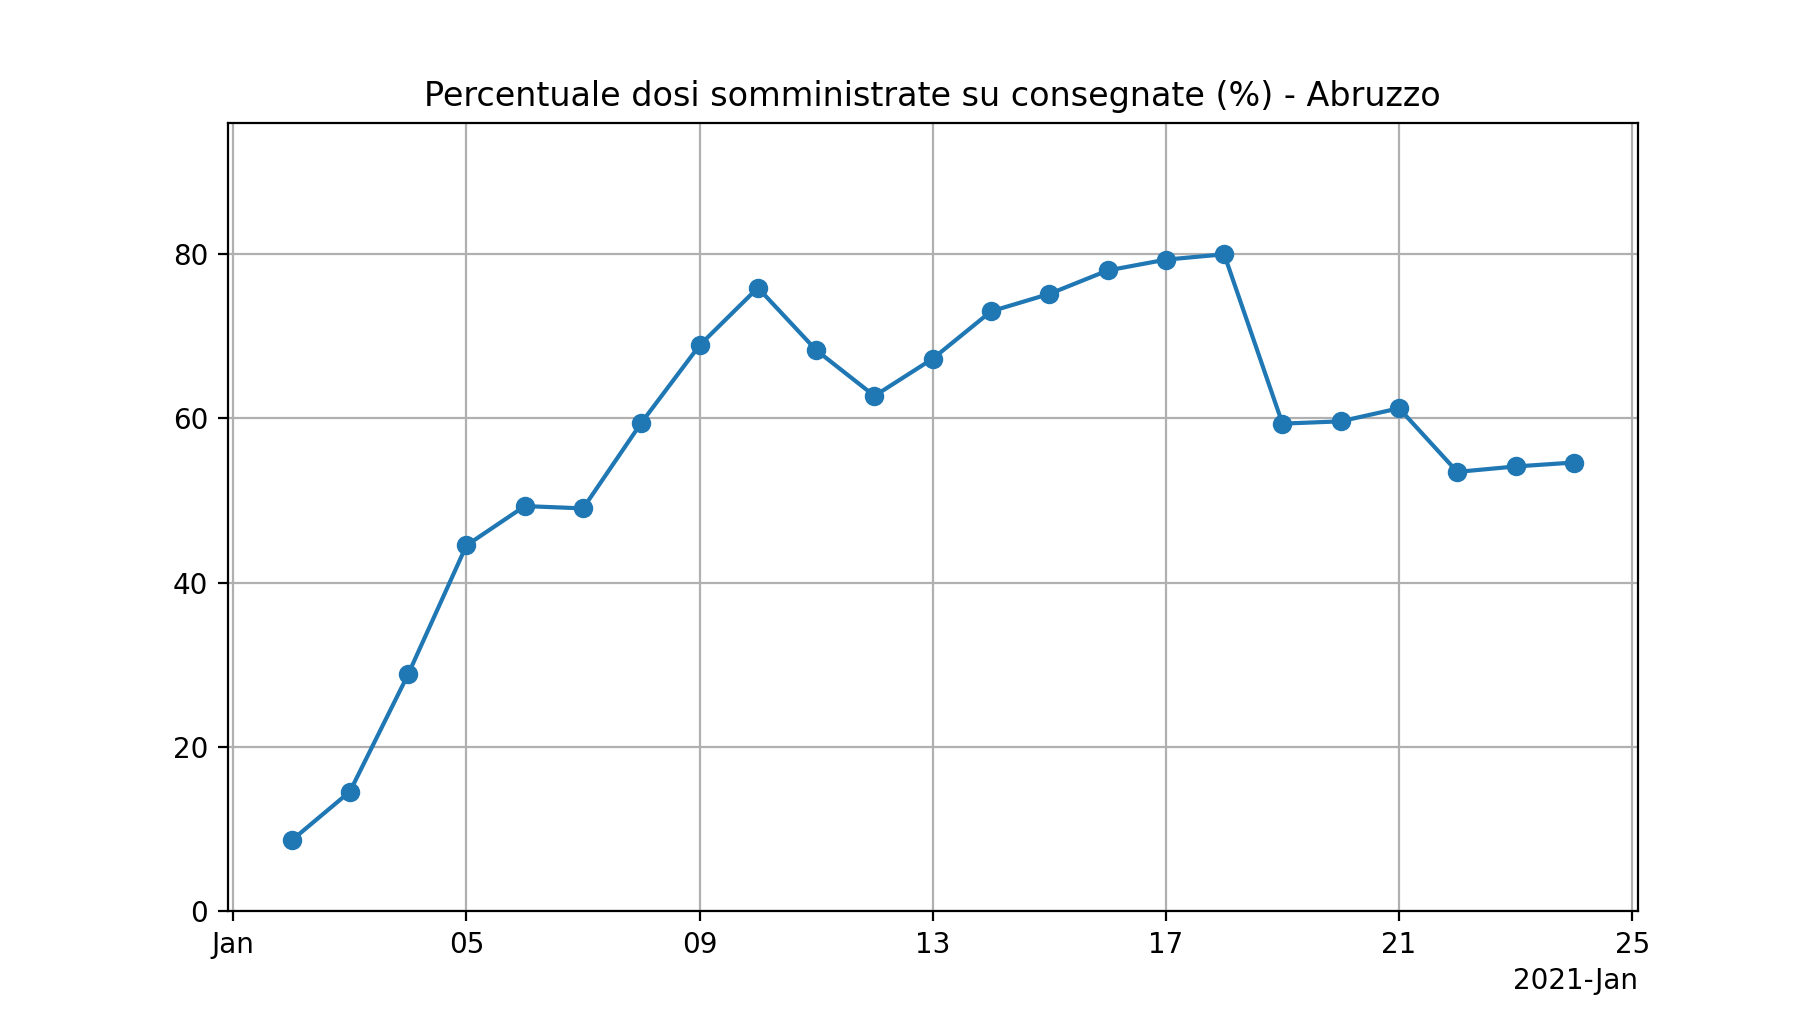 Percentuale dosi somministrate su consegnate (%) - Abruzzo
80
60
40
20
0
Jan 05 09 13 17 21 25
2021-Jan